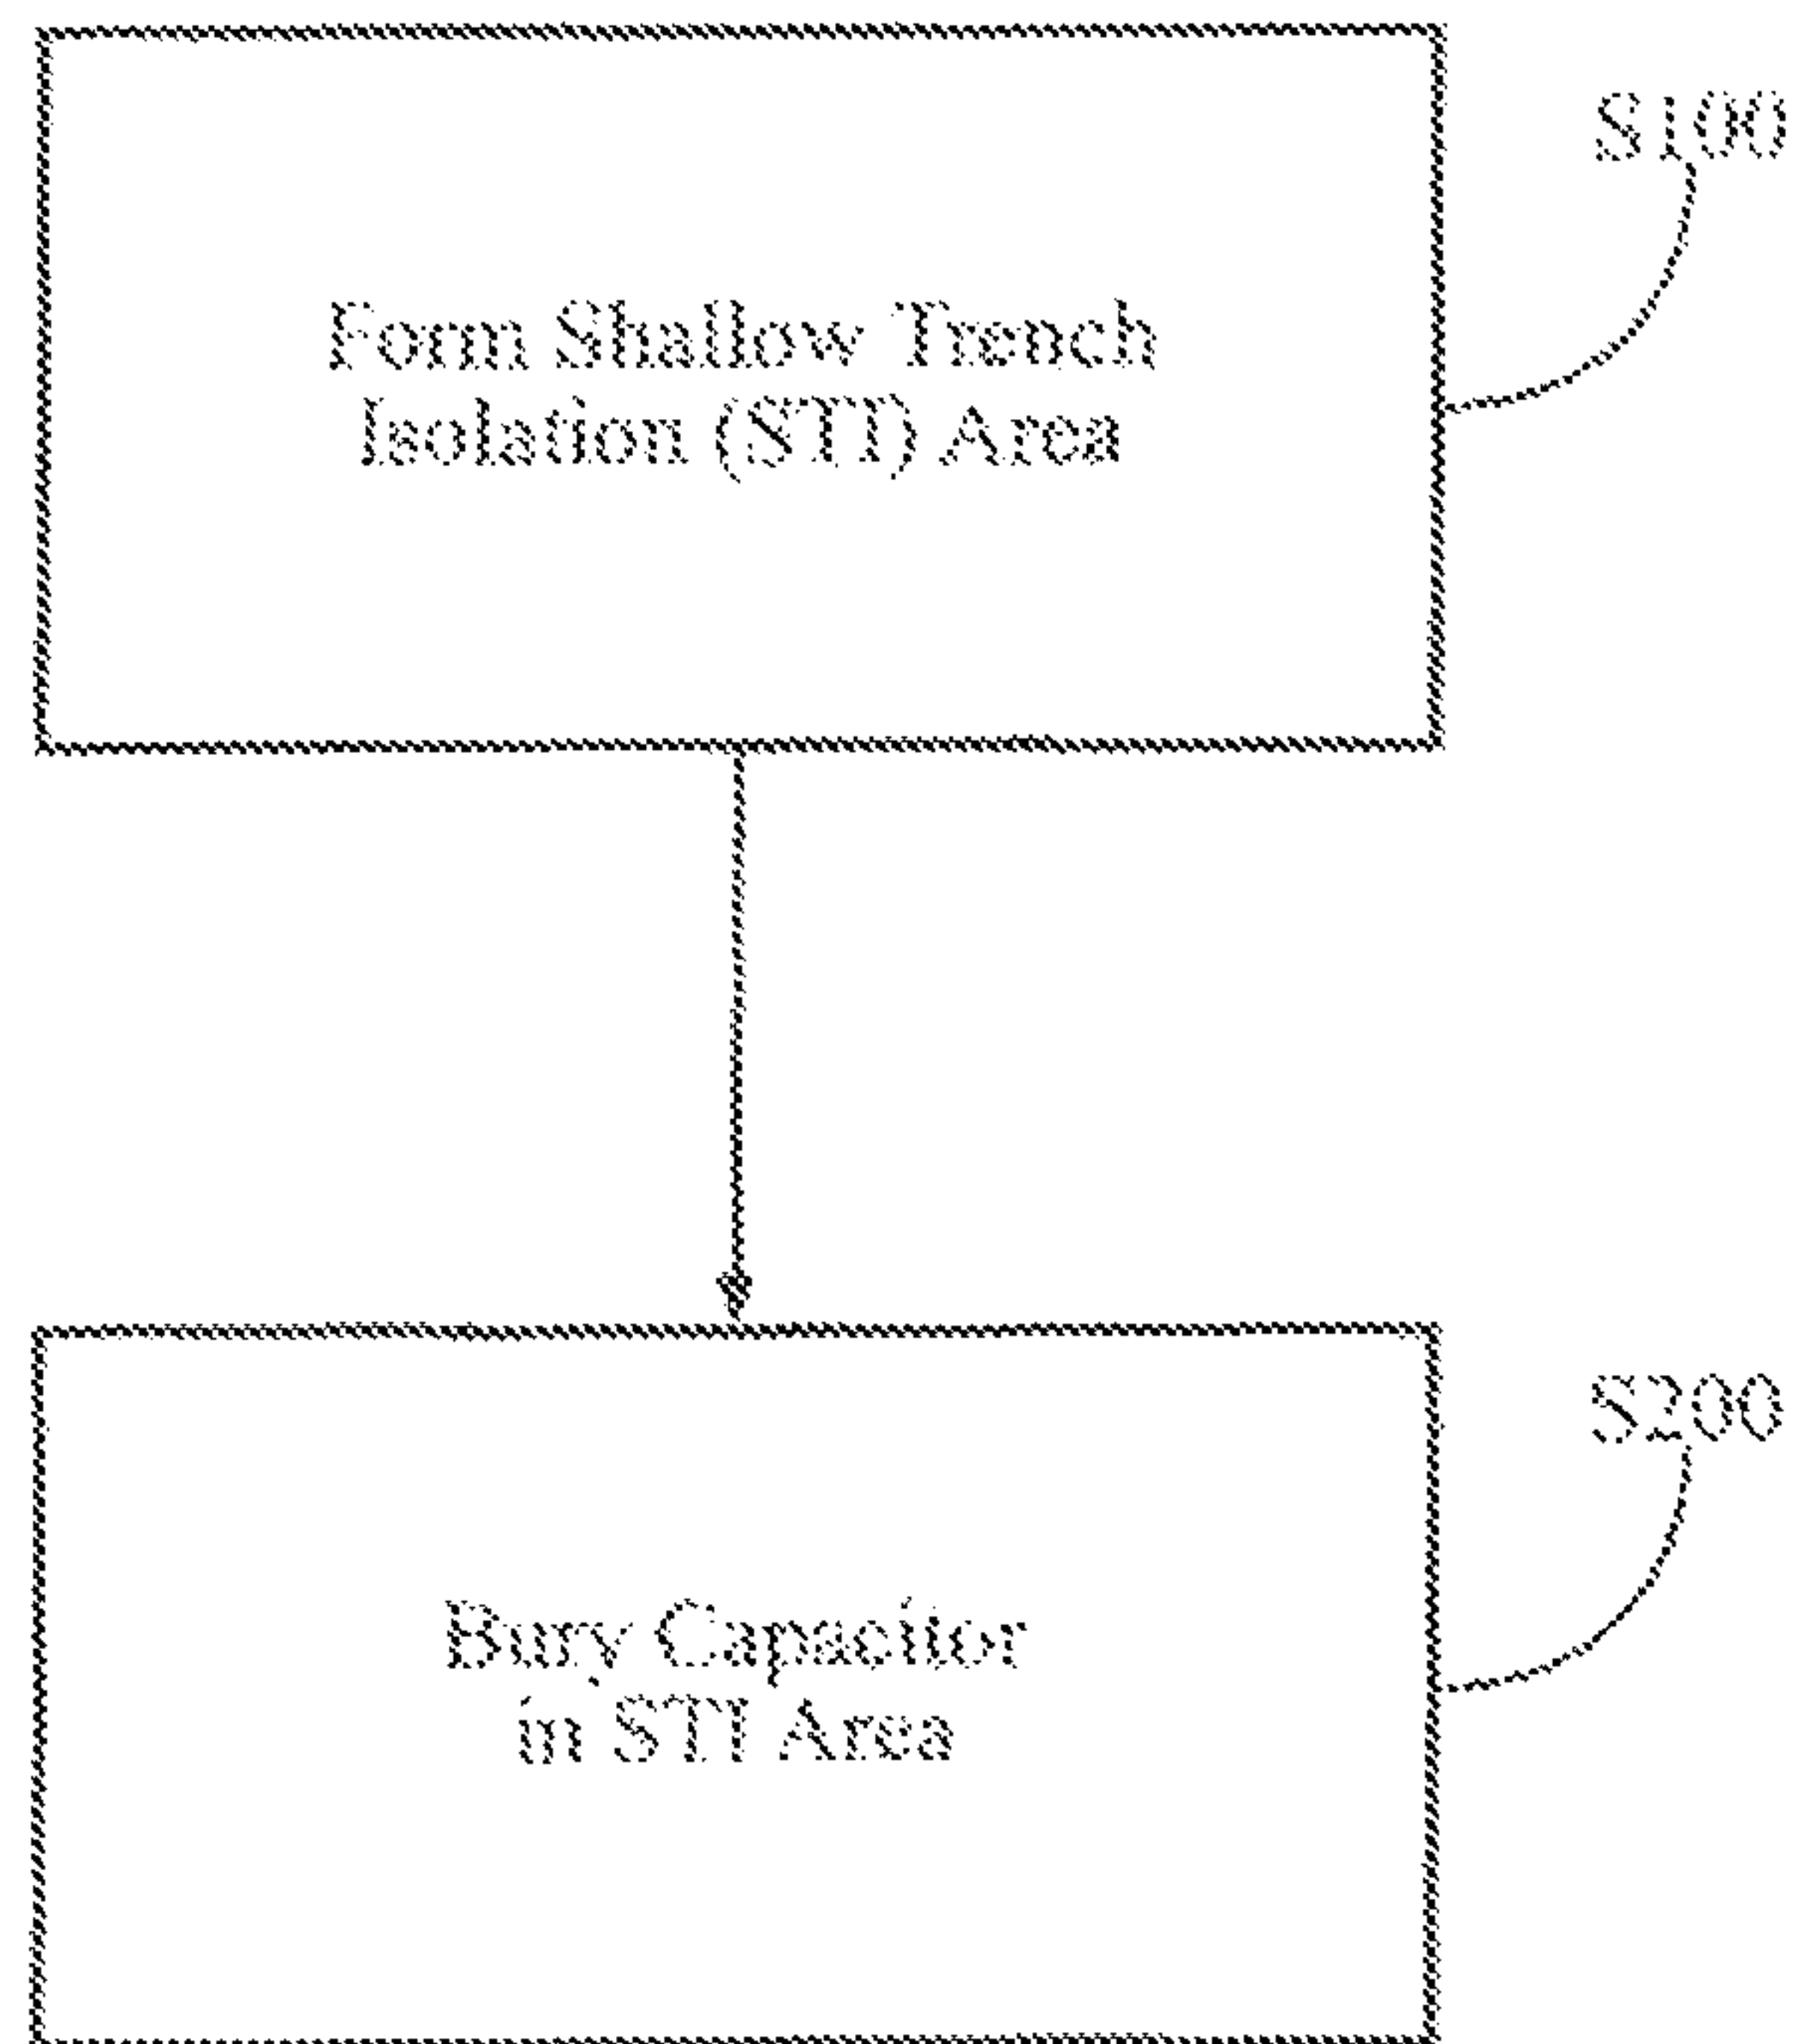 S100
Form Shallow Trench
Isolation (STI) Area
S200
Bury Capacitor
in STI Area